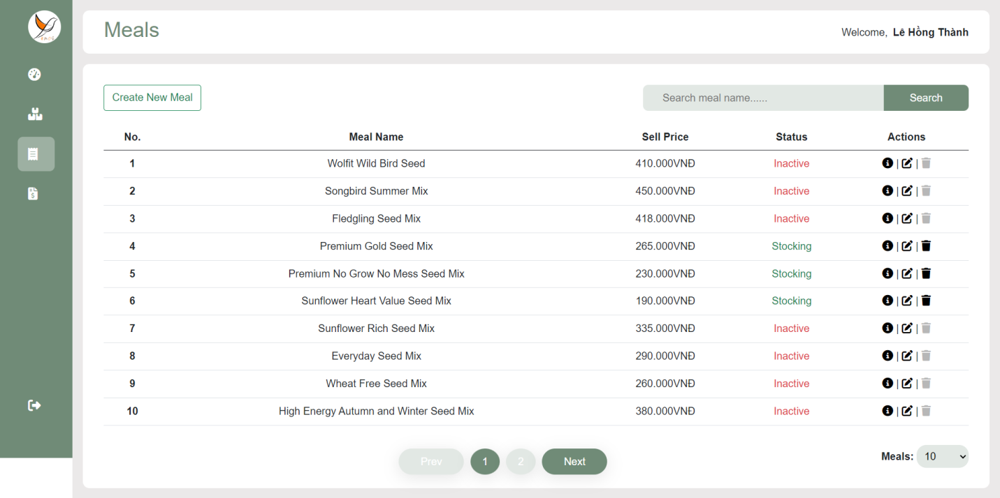 Meals
Welcome, Lê Hồng Thành
Create New Meal
Search meal name......
Search
No. Meal Name Sell Price Status Actions
1 Wolfit Wild Bird Seed 410.000VNĐ Inactive | |
2 Songbird Summer Mix 450.000VNĐ Inactive | |
3 Fledgling Seed Mix 418.000VNĐ Inactive | |
4 Premium Gold Seed Mix 265.000VNĐ Stocking | |
5 Premium No Grow No Mess Seed Mix 230.000VNĐ Stocking | |
6 Sunflower Heart Value Seed Mix 190.000VNĐ Stocking | |
7 Sunflower Rich Seed Mix 335.000VNĐ Inactive | |
8 Everyday Seed Mix 290.000VNĐ Inactive | |
9 Wheat Free Seed Mix 260.000VNĐ Inactive | |
10 High Energy Autumn and Winter Seed Mix 380.000VNĐ Inactive | |
Prev 1 2 Next
Meals: 10